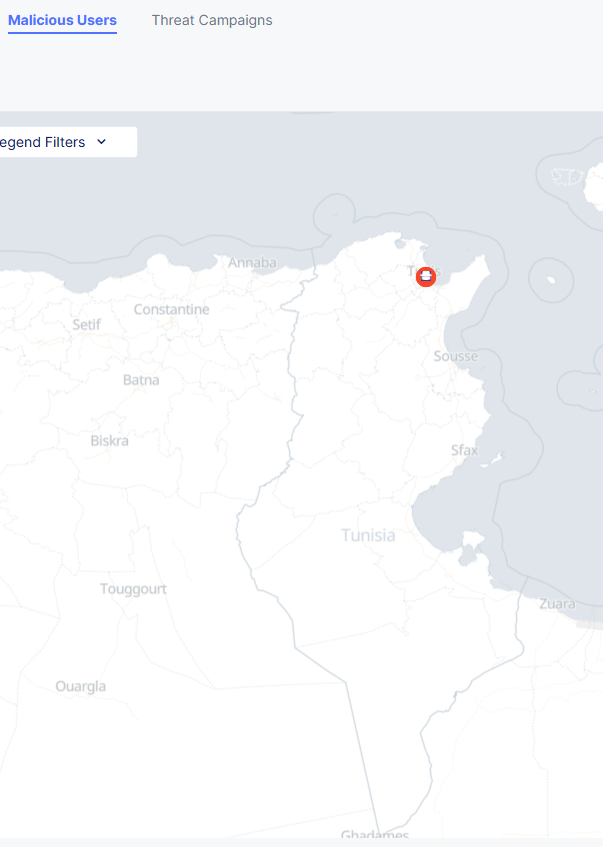 Malicious Users
Threat Campaigns
egend Filters
Annaba
Constantine
Setif
Sousse
Batna
Biskra
Sfax
Tunisia
Touggourt
Zuara
Ouargla
Ghadames